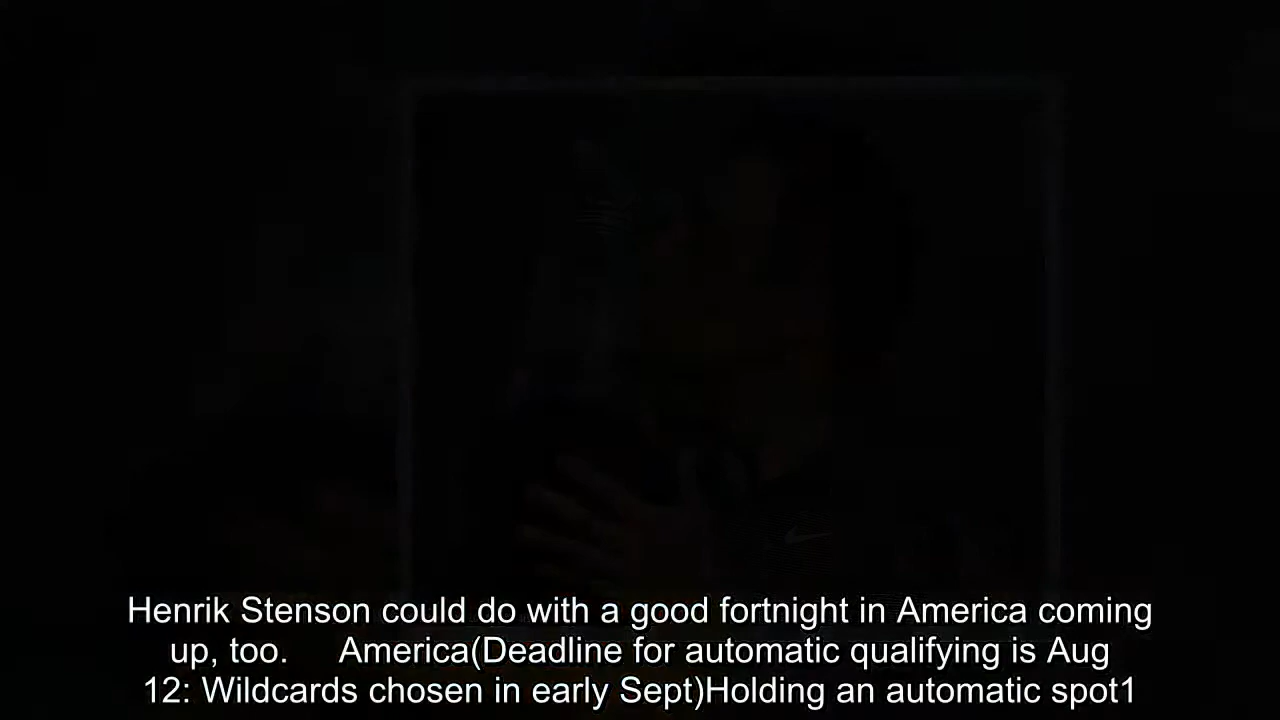 Henrik Stenson could do with a good fortnight in America coming
up, too.      America(Deadline for automatic qualifying is Aug
12: Wildcards chosen in early Sept)Holding an automatic spot1